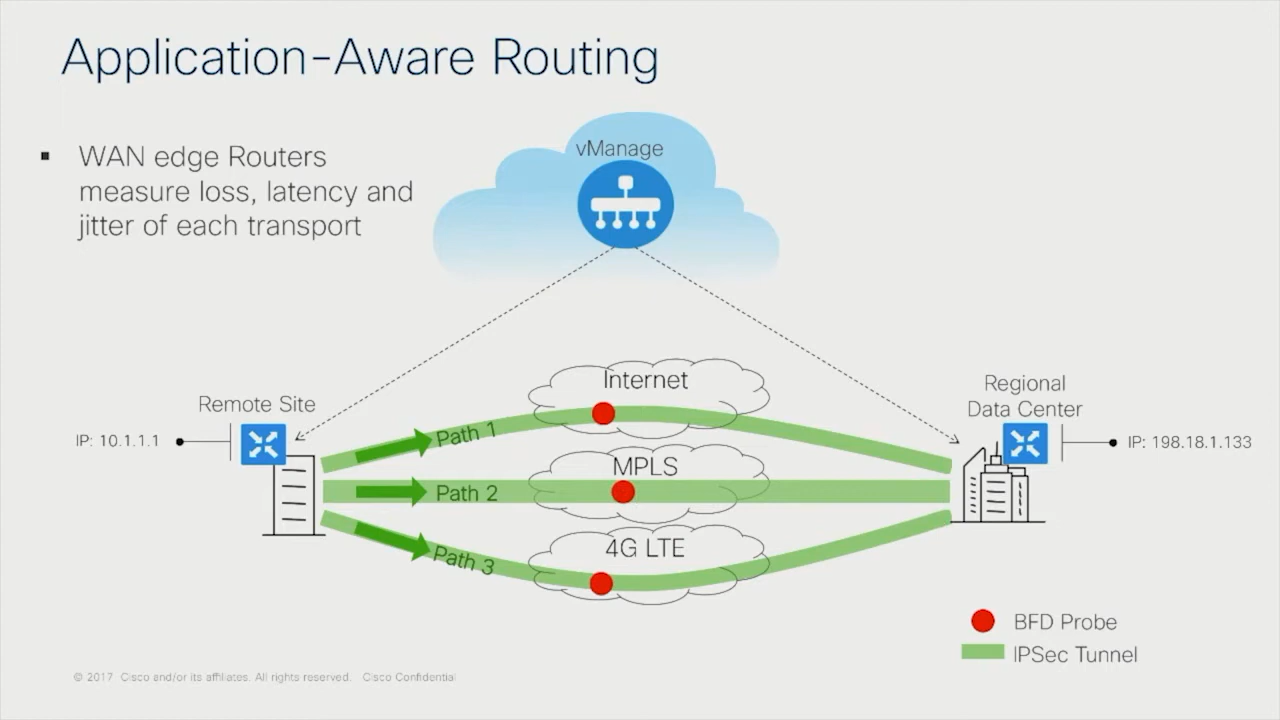 Application-Aware Routing
▪ WAN edge Routers
measure loss, latency and
jitter of each transport
vManage
Internet
Remote Site
Regional
Data Center
IP: 10.1.1.1
IP: 198.18.1.133
Path 1
MPLS
Path 2
4G LTE
Path 3
BFD Probe
IPSec Tunnel
© 2017 Cisco and/or its affiliates. All rights reserved. Cisco Confidential